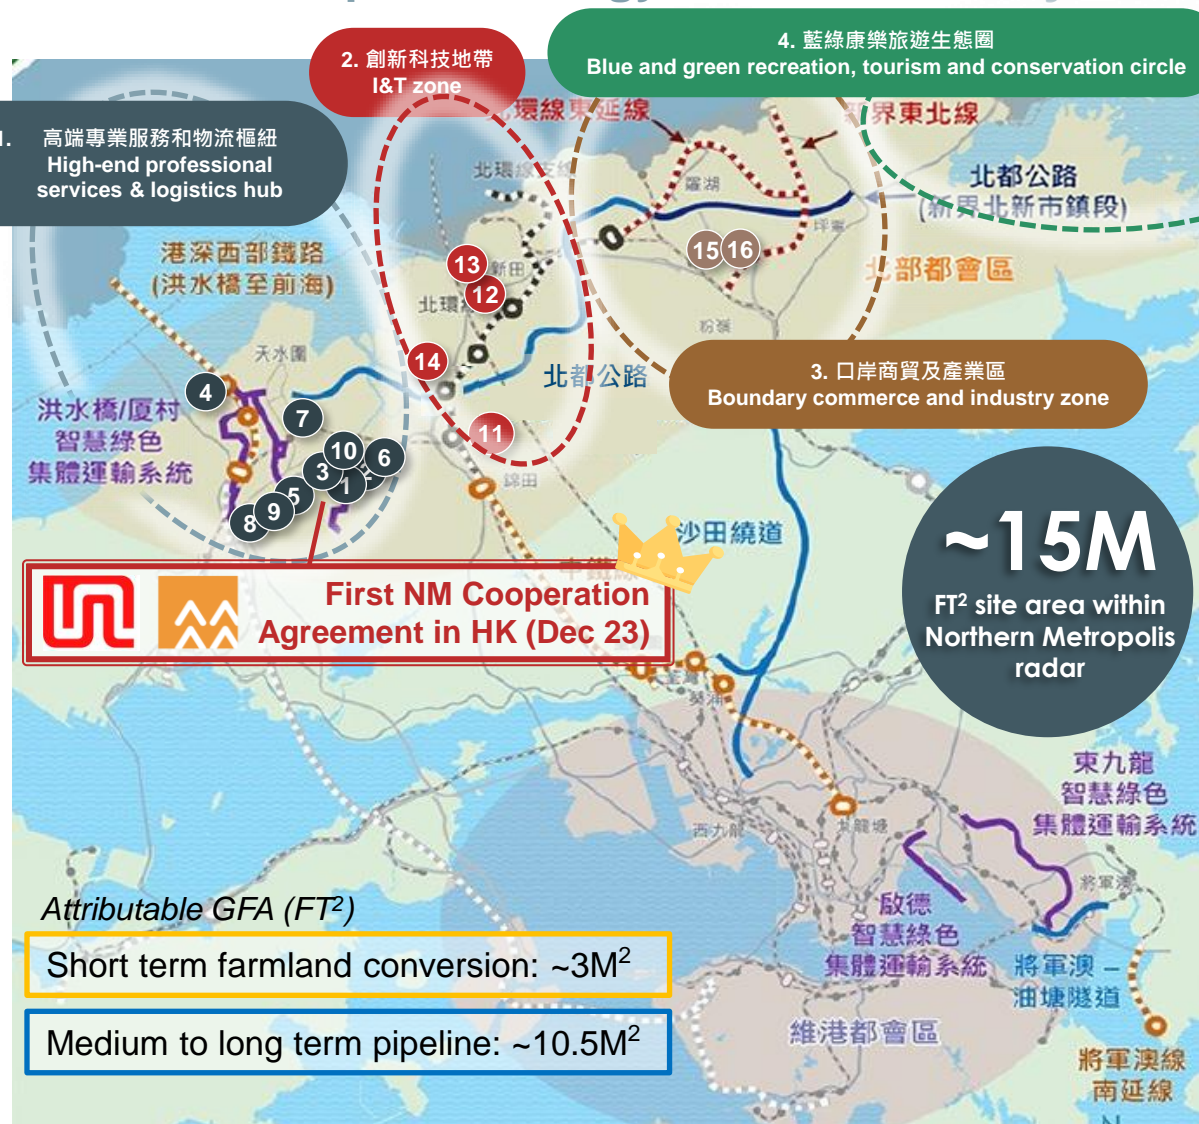 4. 藍綠康樂旅遊生態圈
Blue and green recreation, tourism and conservation circle
2. 創新科技地帶
I&T zone
1. 高端專業服務和物流樞紐
High-end professional
services & logistics hub
北環線東延線
新界東北線
北環線支線
羅湖
北都公路
(新界北新市鎮段)
坪輋
港深西部鐵路
(洪水橋至前海)
15
16
北部都會區
13
新田
12
北環線
粉嶺
天水圍
14
北都公路
3. 口岸商貿及產業區
Boundary commerce and industry zone
4
洪水橋/厦村
智慧綠色
集體運輸系統
7
11
10
6
3
2
1
5
9
8
錦田
沙田繞道
中鐵線
~15M
FT² site area within
Northern Metropolis
radar
First NM Cooperation
Agreement in HK (Dec 23)
荃灣
葵涌
東九龍
智慧綠色
集體運輸系統
西九龍
九龍塘
將軍澳
啟德
智慧綠色
集體運輸系統
將軍澳 –
油塘隧道
維港都會區
將軍澳線
南延線
Attributable GFA (FT²)
Short term farmland conversion: ~3M²
Medium to long term pipeline: ~10.5M²